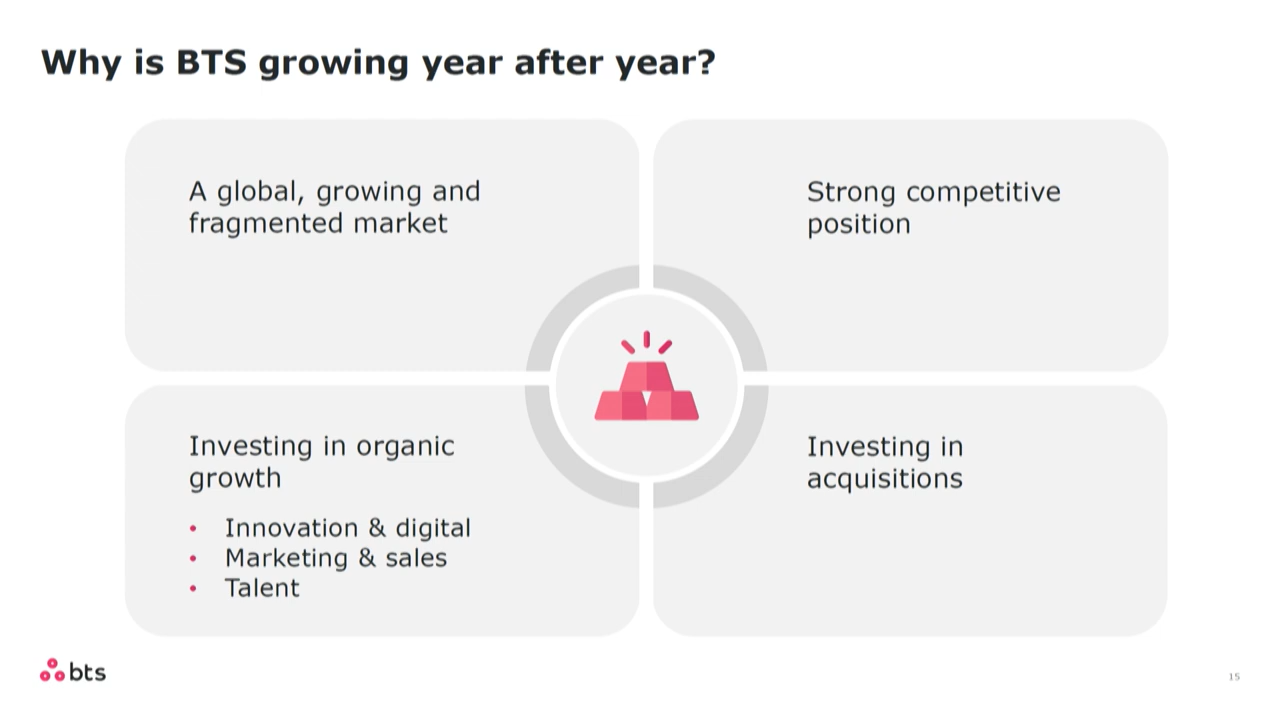 Why is BTS growing year after year?
A global, growing and
fragmented market
Strong competitive
position
Investing in organic
growth
• Innovation & digital
• Marketing & sales
• Talent
Investing in
acquisitions
bts
15